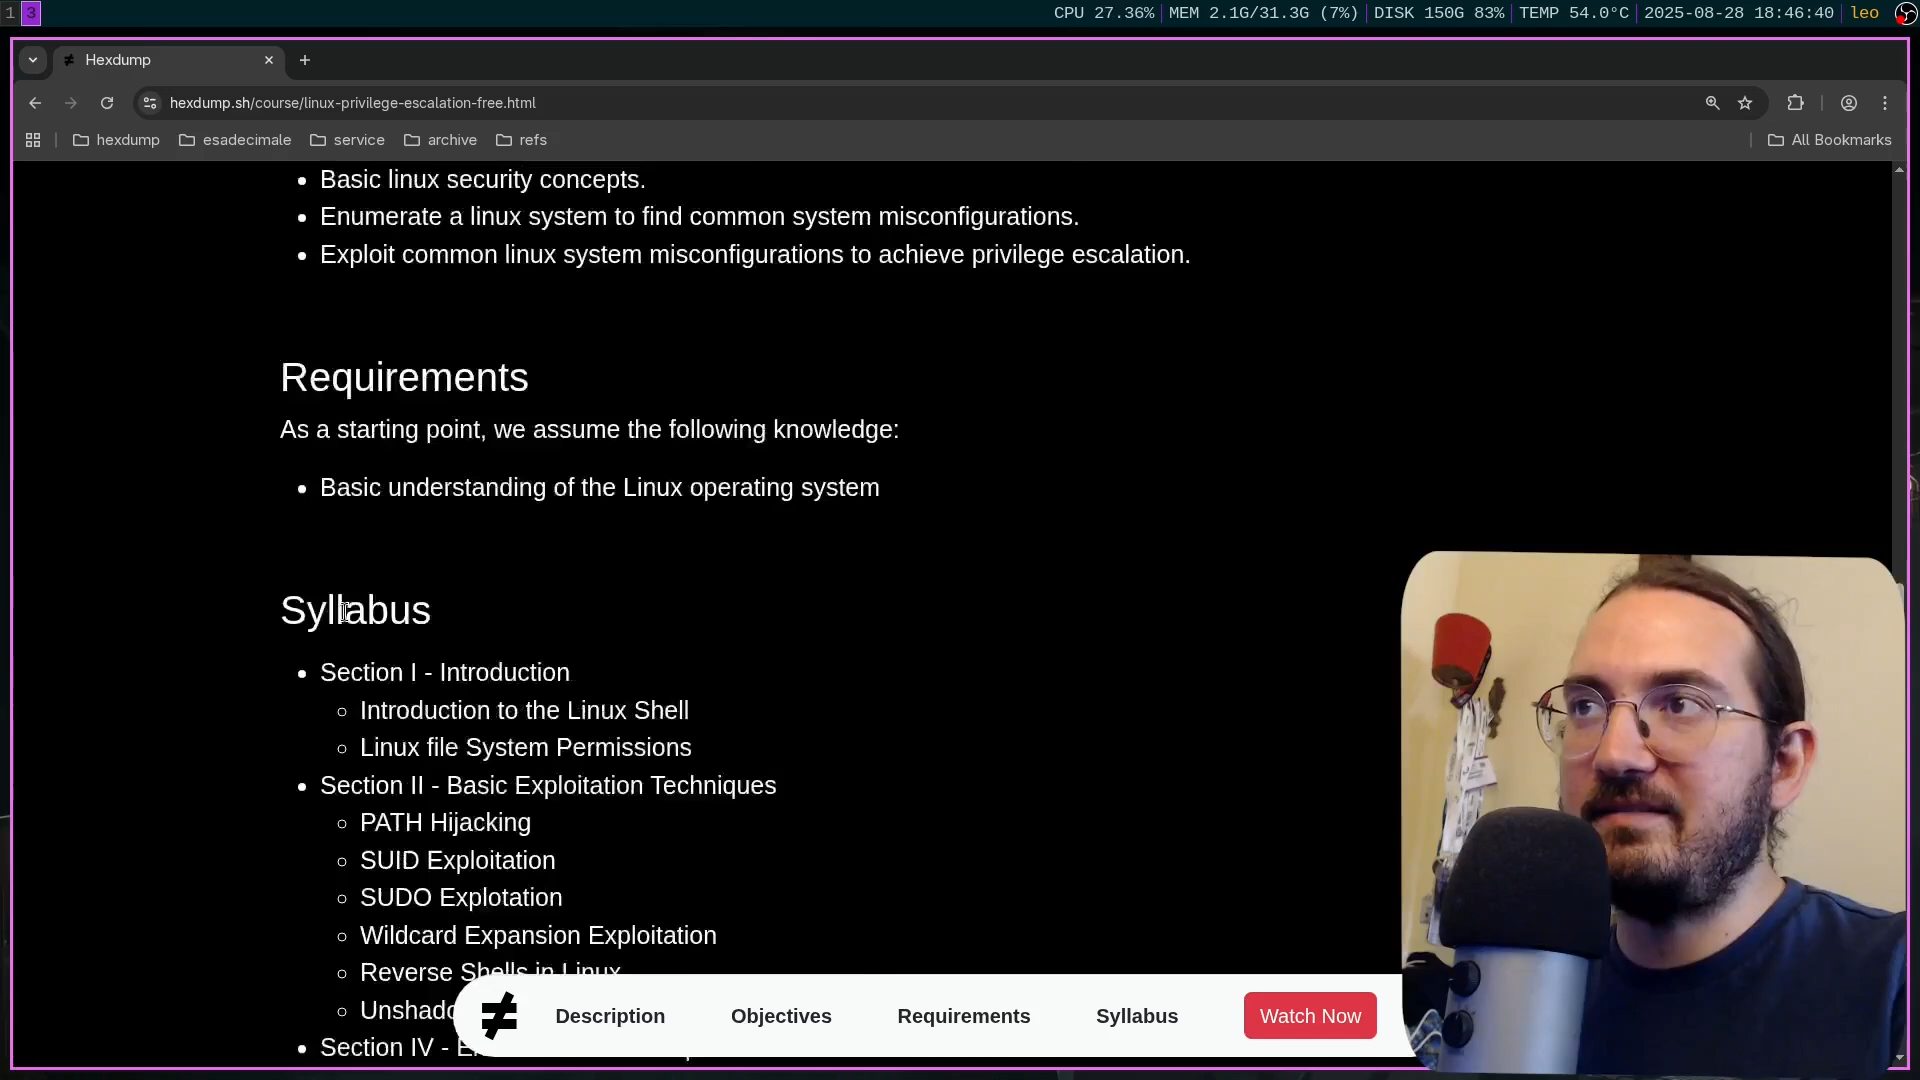 1 3 CPU 27.36% MEM 2.1G/31.3G (7%) DISK 150G 83% TEMP 54.0°C 2025-08-28 18:46:40 leo
Hexdump
hexdump.sh/course/linux-privilege-escalation-free.html
hexdump esadecimale service archive refs All Bookmarks
Basic linux security concepts.
Enumerate a linux system to find common system misconfigurations.
Exploit common linux system misconfigurations to achieve privilege escalation.
Requirements
As a starting point, we assume the following knowledge:
Basic understanding of the Linux operating system
Syllabus
Section I - Introduction
Introduction to the Linux Shell
Linux file System Permissions
Section II - Basic Exploitation Techniques
PATH Hijacking
SUID Exploitation
SUDO Explotation
Wildcard Expansion Exploitation
Reverse Shells in Linux
Description Objectives Requirements Syllabus Watch Now
Section IV -